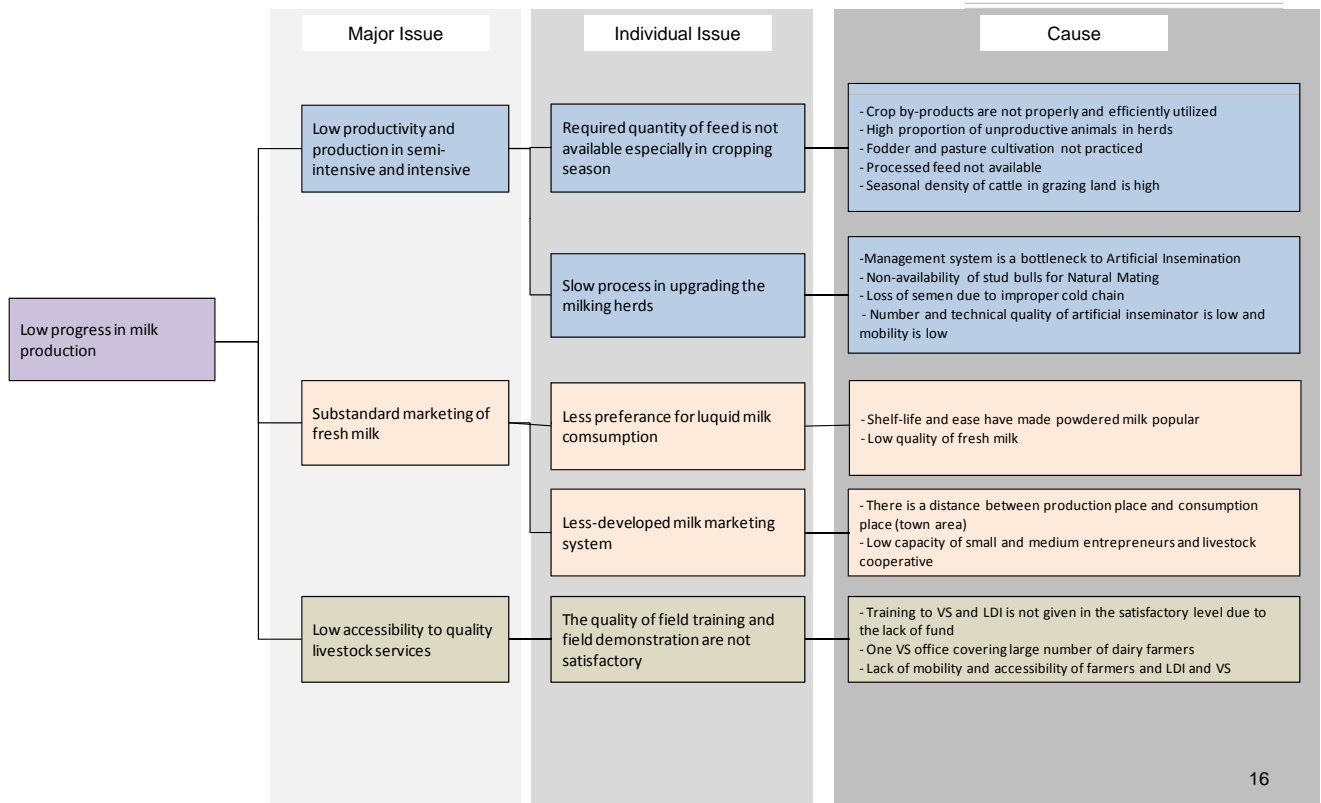 Major Issue
Individual Issue
Cause
Low progress in milk
production
Low productivity and
production in semi-
intensive and intensive
Required quantity of feed is not
available especially in cropping
season
- Crop by-products are not properly and efficiently utilized
- High proportion of unproductive animals in herds
- Fodder and pasture cultivation not practiced
- Processed feed not available
- Seasonal density of cattle in grazing land is high
Slow process in upgrading the
milking herds
-Management system is a bottleneck to Artificial Insemination
- Non-availability of stud bulls for Natural Mating
- Loss of semen due to improper cold chain
- Number and technical quality of artificial inseminator is low and
mobility is low
Substandard marketing of
fresh milk
Less preferance for luquid milk
comsumption
- Shelf-life and ease have made powdered milk popular
- Low quality of fresh milk
Less-developed milk marketing
system
- There is a distance between production place and consumption
place (town area)
- Low capacity of small and medium entrepreneurs and livestock
cooperative
Low accessibility to quality
livestock services
The quality of field training and
field demonstration are not
satisfactory
- Training to VS and LDI is not given in the satisfactory level due to
the lack of fund
- One VS office covering large number of dairy farmers
- Lack of mobility and accessibility of farmers and LDI and VS
16